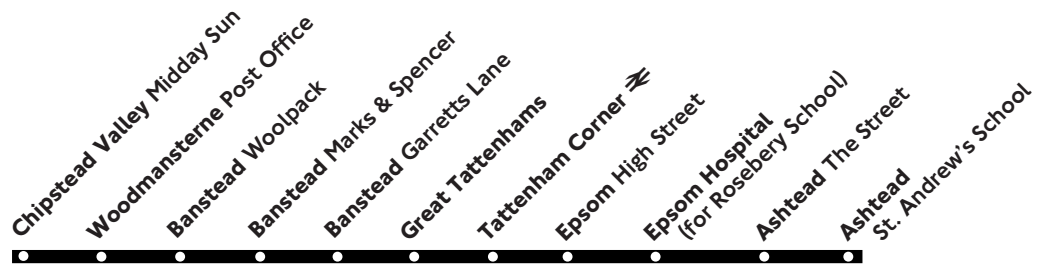 Chipstead Valley Midday Sun
Woodmansterne Post Office
Banstead Woolpack
Banstead Marks & Spencer
Banstead Garretts Lane
Great Tattenhams
Tattenham Corner
Epsom High Street
Epsom Hospital
(for Rosebery School)
Ashtead The Street
Ashtead
St. Andrew's School